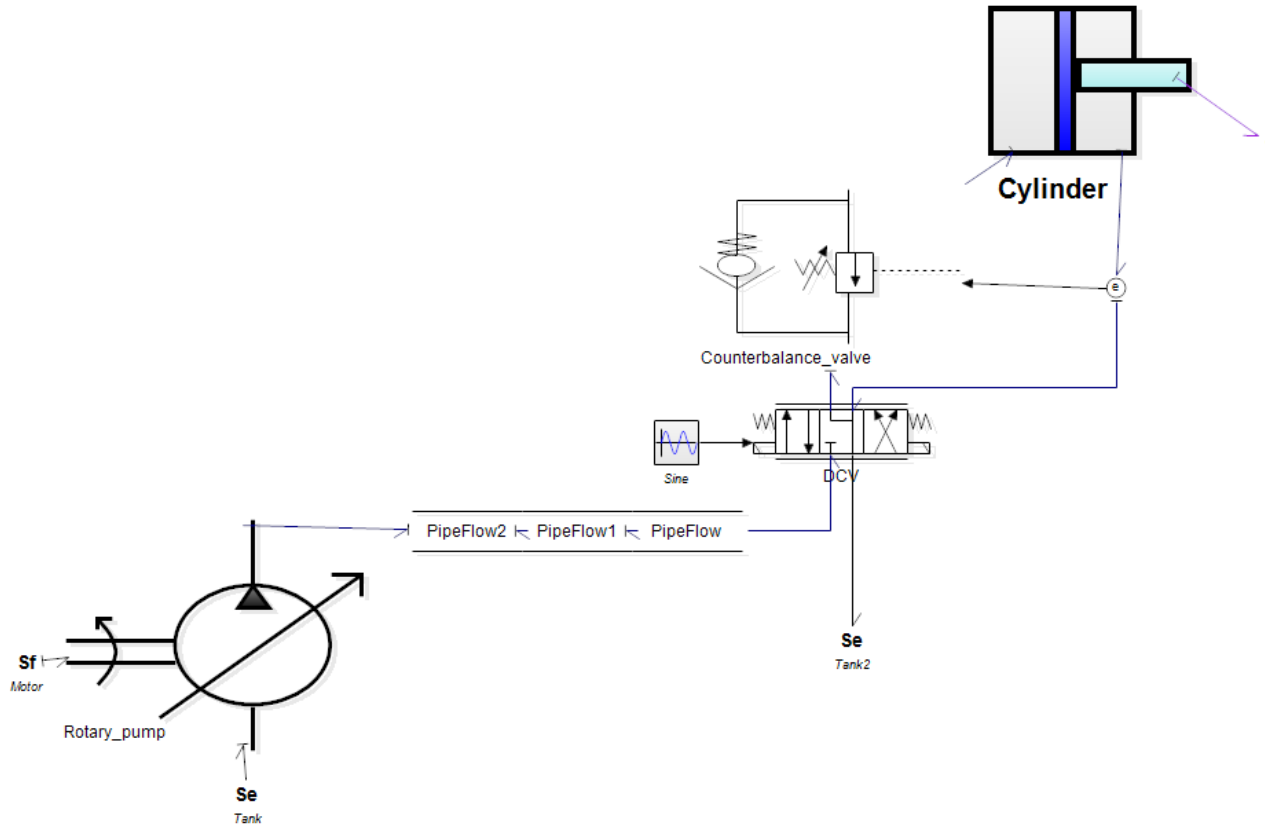 Cylinder
e
Counterbalance_valve
Sine
DCV
PipeFlow2
PipeFlow1
PipeFlow
Sf
Motor
Rotary_pump
Se
Tank2
Se
Tank